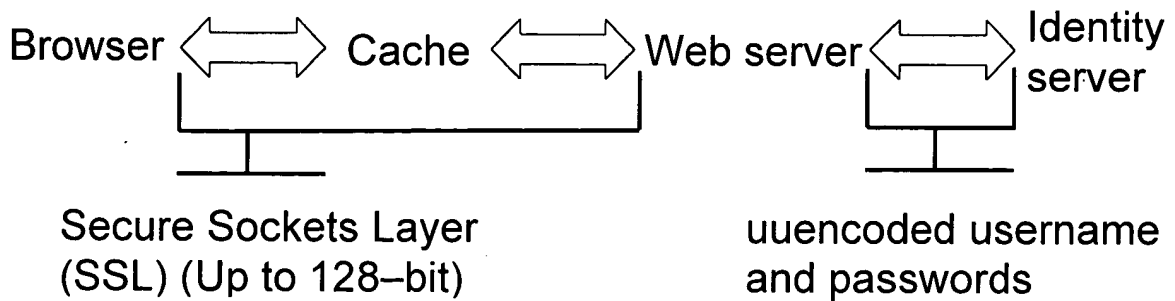 Browser Cache Web server Identity server
Secure Sockets Layer
(SSL) (Up to 128–bit)
uuencoded username
and passwords